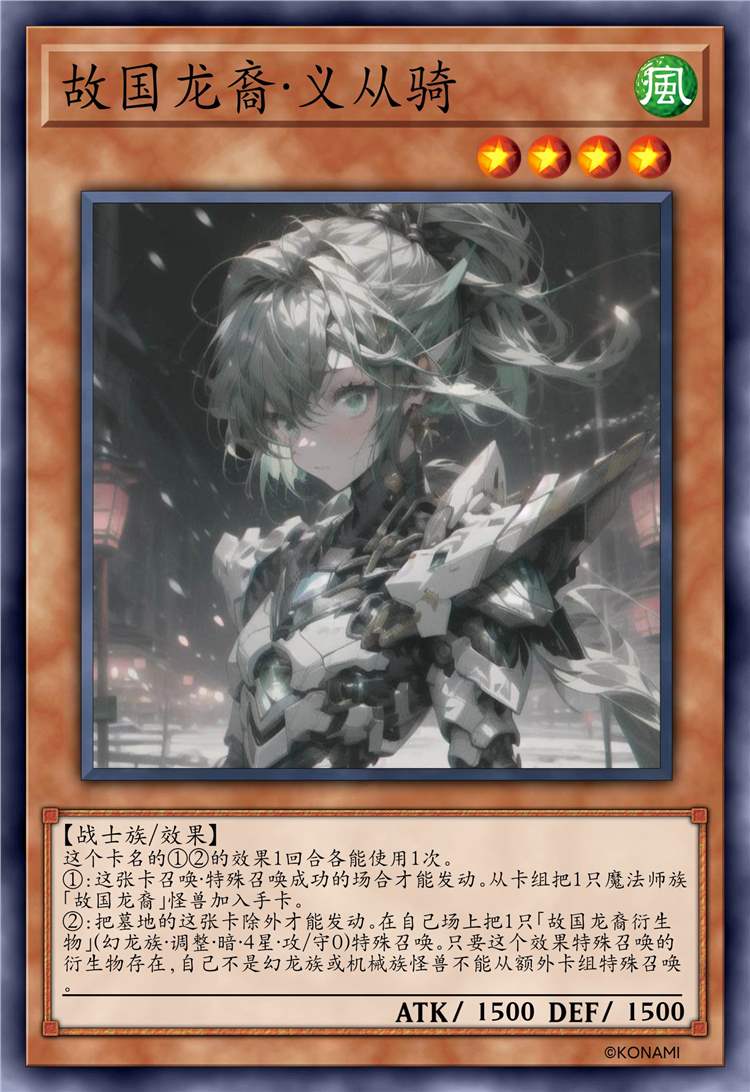 故国龙裔·义从骑
風
【战士族/效果】
这个卡名的①②的效果1回合各能使用1次。
①:这张卡召唤·特殊召唤成功的场合才能发动。从卡组把1只魔法师族
「故国龙裔」怪兽加入手卡。
②:把墓地的这张卡除外才能发动。在自己场上把1只「故国龙裔衍生
物」(幻龙族·调整·暗·4星·攻/守0)特殊召唤。只要这个效果特殊召唤的
衍生物存在,自己不是幻龙族或机械族怪兽不能从额外卡组特殊召唤
。
ATK/ 1500 DEF/ 1500
©KONAMI